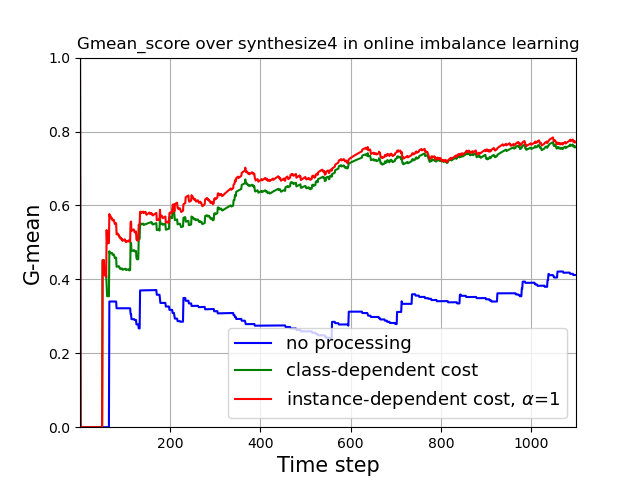 Gmean_score over synthesize4 in online imbalance learning
1.0
0.8
0.6
0.4
0.2
0.0
G-mean
no processing
class-dependent cost
instance-dependent cost, α=1
200
400
600
800
1000
Time step